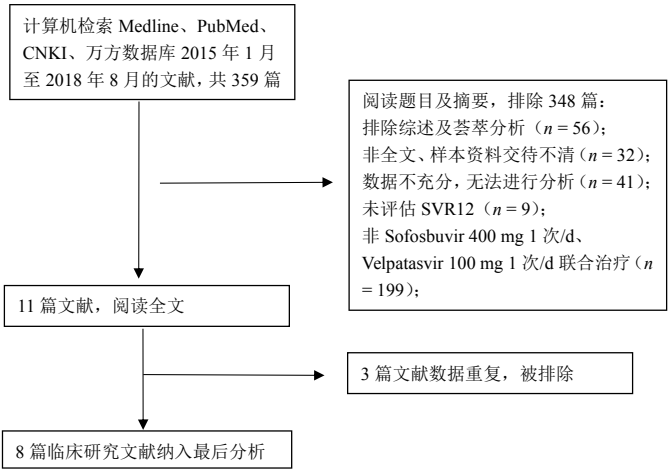 计算机检索 Medline、PubMed、
CNKI、万方数据库 2015 年 1 月
至 2018 年 8 月的文献，共 359 篇
阅读题目及摘要，排除 348 篇：
排除综述及荟萃分析（n = 56）；
非全文、样本资料交待不清（n = 32）；
数据不充分，无法进行分析（n = 41）；
未评估 SVR12（n = 9）；
非 Sofosbuvir 400 mg 1 次/d、
Velpatasvir 100 mg 1 次/d 联合治疗（n
= 199）；
11 篇文献，阅读全文
3 篇文献数据重复，被排除
8 篇临床研究文献纳入最后分析